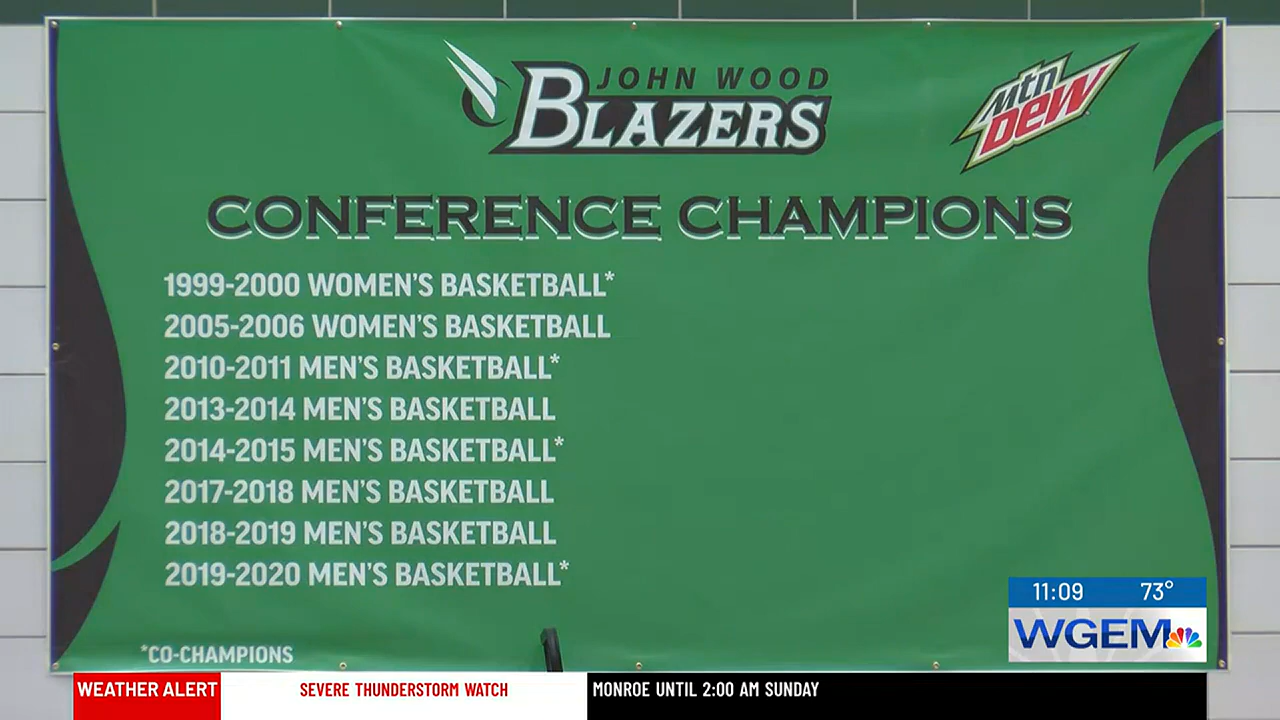 JOHN WOOD
BLAZERS
mtn
DEW
CONFERENCE CHAMPIONS
1999-2000 WOMEN'S BASKETBALL*
2005-2006 WOMEN'S BASKETBALL
2010-2011 MEN'S BASKETBALL*
2013-2014 MEN'S BASKETBALL
2014-2015 MEN'S BASKETBALL*
2017-2018 MEN'S BASKETBALL
2018-2019 MEN'S BASKETBALL
2019-2020 MEN'S BASKETBALL*
*CO-CHAMPIONS
11:09 73°
WGEM
WEATHER ALERT SEVERE THUNDERSTORM WATCH MONROE UNTIL 2:00 AM SUNDAY